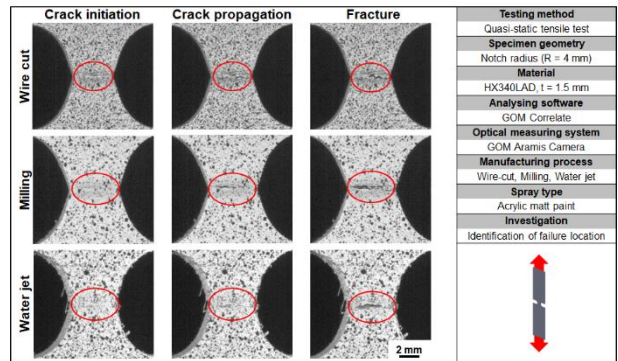 Crack initiation
Crack propagation
Fracture
Wire cut
Milling
Water jet
2 mm
Testing method
Quasi-static tensile test
Specimen geometry
Notch radius (R = 4 mm)
Material
HX340LAD, t = 1.5 mm
Analysing software
GOM Correlate
Optical measuring system
GOM Aramis Camera
Manufacturing process
Wire-cut, Milling, Water jet
Spray type
Acrylic matt paint
Investigation
Identification of failure location